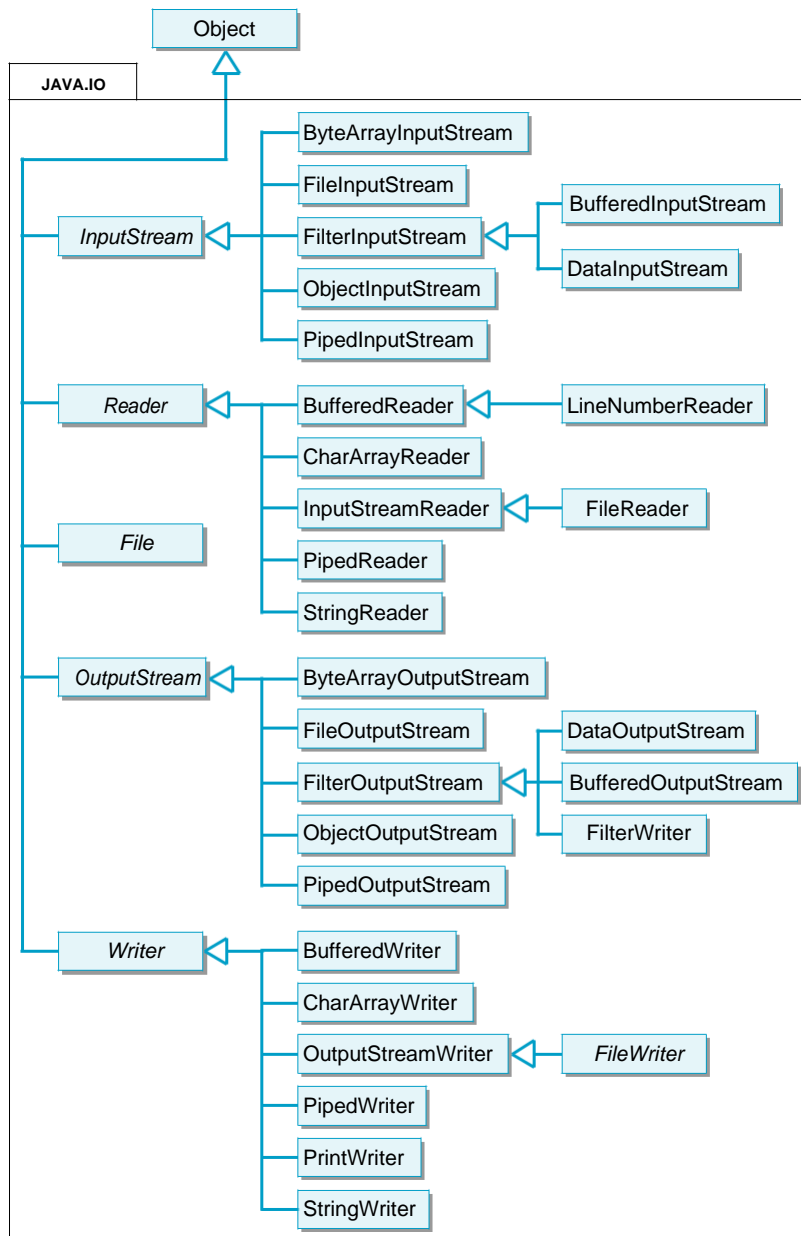 Object
JAVA.IO
ByteArrayInputStream
FileInputStream
BufferedInputStream
InputStream
FilterInputStream
DataInputStream
ObjectInputStream
PipedInputStream
Reader
BufferedReader
LineNumberReader
CharArrayReader
InputStreamReader
FileReader
File
PipedReader
StringReader
OutputStream
ByteArrayOutputStream
FileOutputStream
DataOutputStream
FilterOutputStream
BufferedOutputStream
ObjectOutputStream
FilterWriter
PipedOutputStream
Writer
BufferedWriter
CharArrayWriter
OutputStreamWriter
FileWriter
PipedWriter
PrintWriter
StringWriter